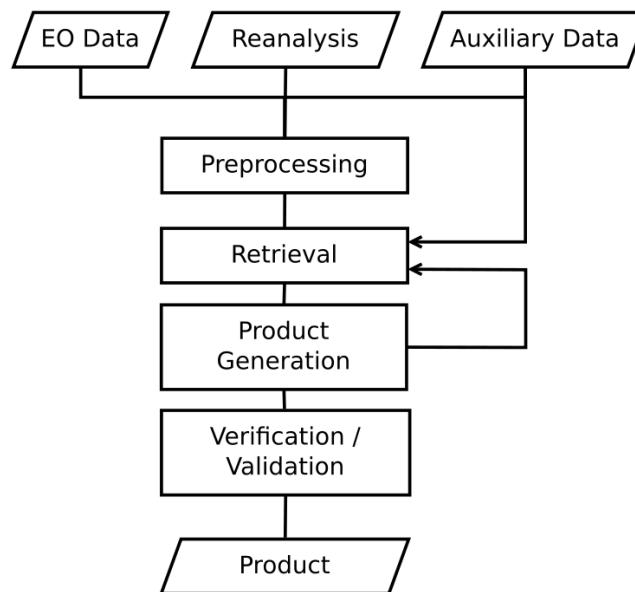 EO Data
Reanalysis
Auxiliary Data
Preprocessing
Retrieval
Product
Generation
Verification /
Validation
Product